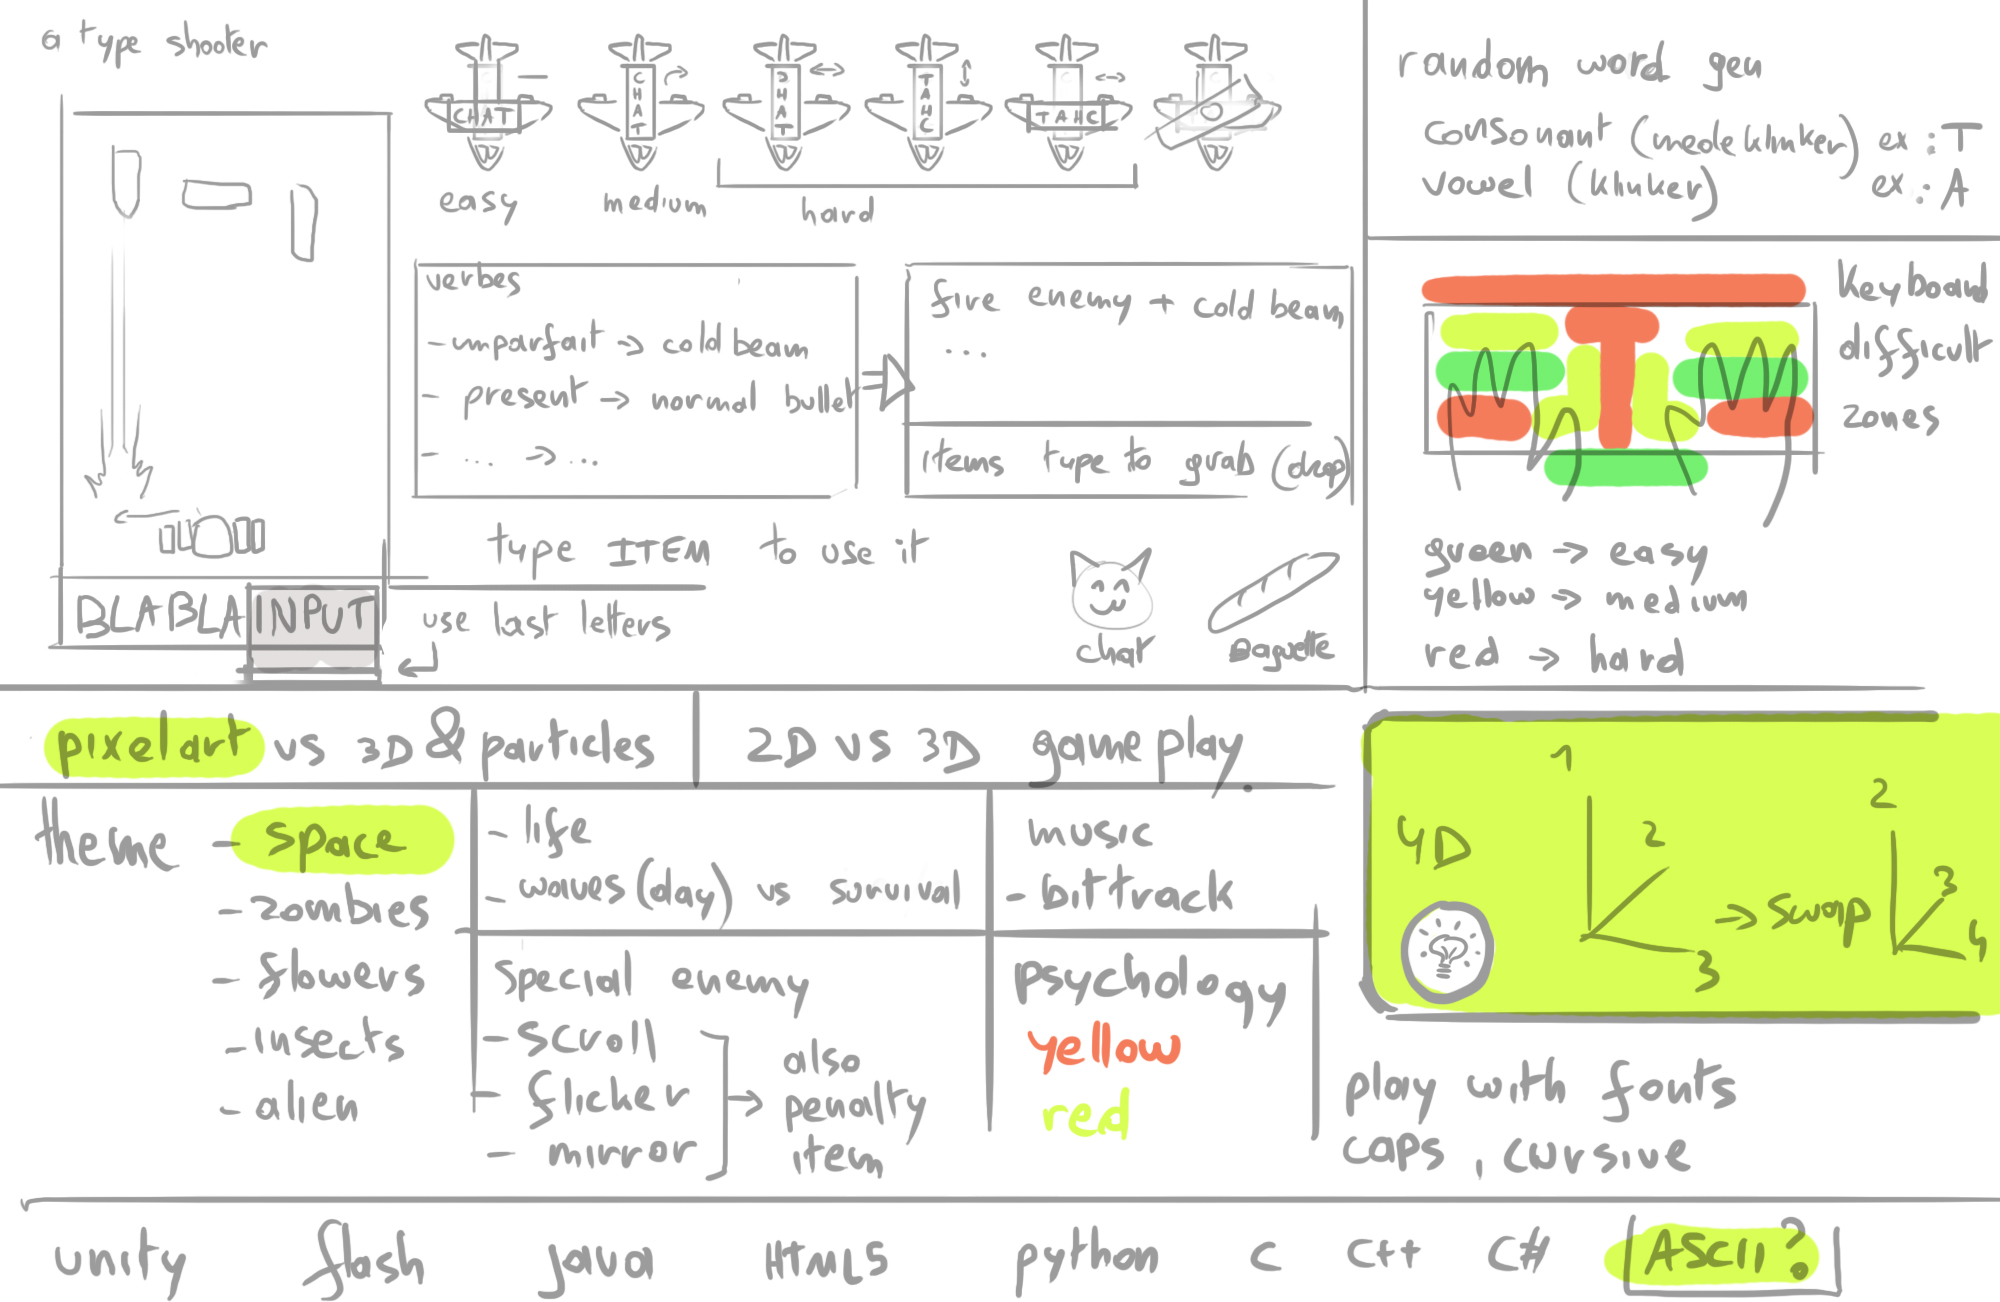 a type shooter
CHAT
CHAT
CHAT
TAHC
TAHC
easy
medium
hard
verbes
- imparfait → cold beam
- present → normal bullet
- ... → ...
fire enemy + cold beam
...
items type to grab (drop)
type ITEM to use it
BLABLA INPUT
use last letters
chat
Baguette
random word gen
consonant (medeklinker) ex: T
vowel (klinker) ex: A
keyboard
difficult
zones
green → easy
yellow → medium
red → hard
pixelart vs 3D & particles
2D vs 3D gameplay.
theme - space
- zombies
- flowers
- insects
- alien
- life
- waves (day) vs survival
special enemy
- scroll
- flicker
- mirror
also
penalty
item
music
- bittrack
psychology
yellow
red
4D
1
2
3
→ swap
2
3
4
play with fonts
caps, cursive
unity flash java HTML5 python C C++ C# ASCII?